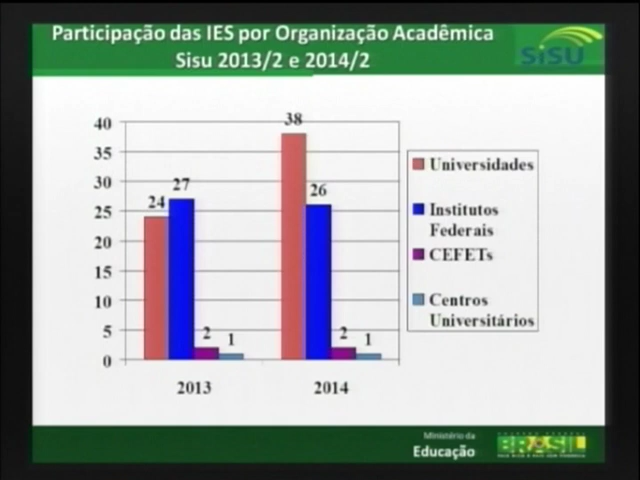 Participação das IES por Organização Acadêmica
Sisu 2013/2 e 2014/2
SiSU
40
35
30
25
20
15
10
5
0
24
27
2
1
38
26
2
1
2013
2014
Universidades
Institutos
Federais
CEFETs
Centros
Universitários
Ministério da
Educação
BRASIL